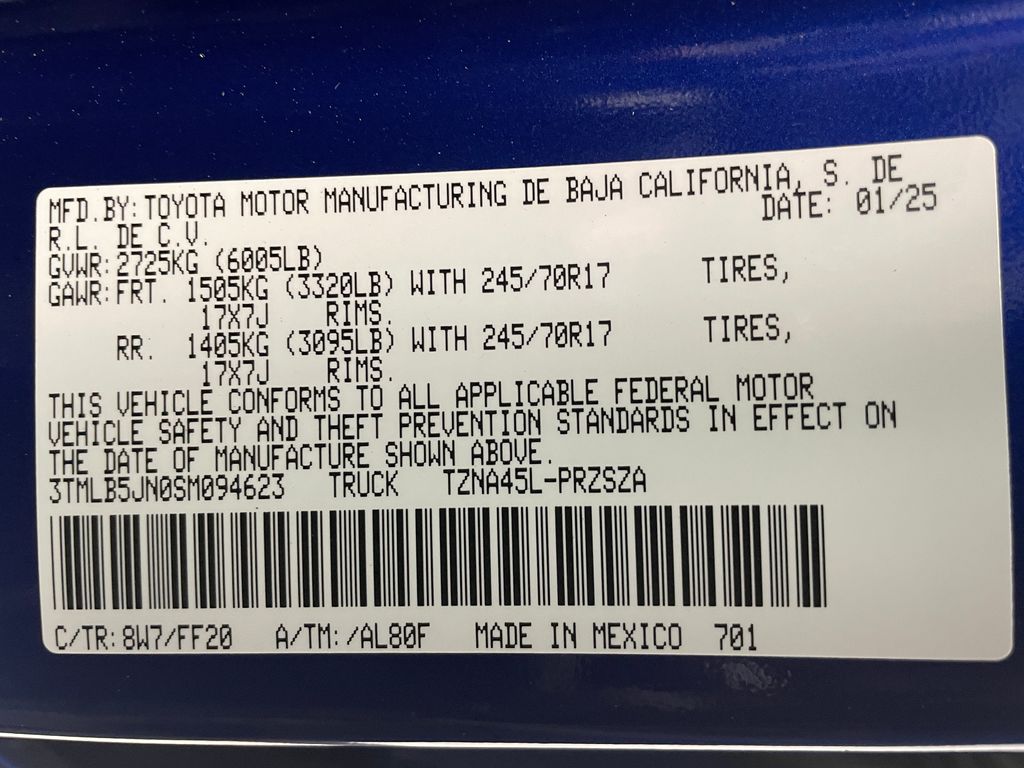 MFD.BY:TOYOTA MOTOR MANUFACTURING DE BAJA CALIFORNIA, S. DE
R.L. DE C.V. DATE: 01/25
GVWR:2725KG (6005LB)
GAWR:FRT. 1505KG (3320LB) WITH 245/70R17 TIRES,
17X7J RIMS.
RR. 1405KG (3095LB) WITH 245/70R17 TIRES,
17X7J RIMS.
THIS VEHICLE CONFORMS TO ALL APPLICABLE FEDERAL MOTOR
VEHICLE SAFETY AND THEFT PREVENTION STANDARDS IN EFFECT ON
THE DATE OF MANUFACTURE SHOWN ABOVE.
3TMLB5JN0SM094623 TRUCK TZNA45L-PRZSZA
C/TR:8W7/FF20 A/TM:/AL80F MADE IN MEXICO 701